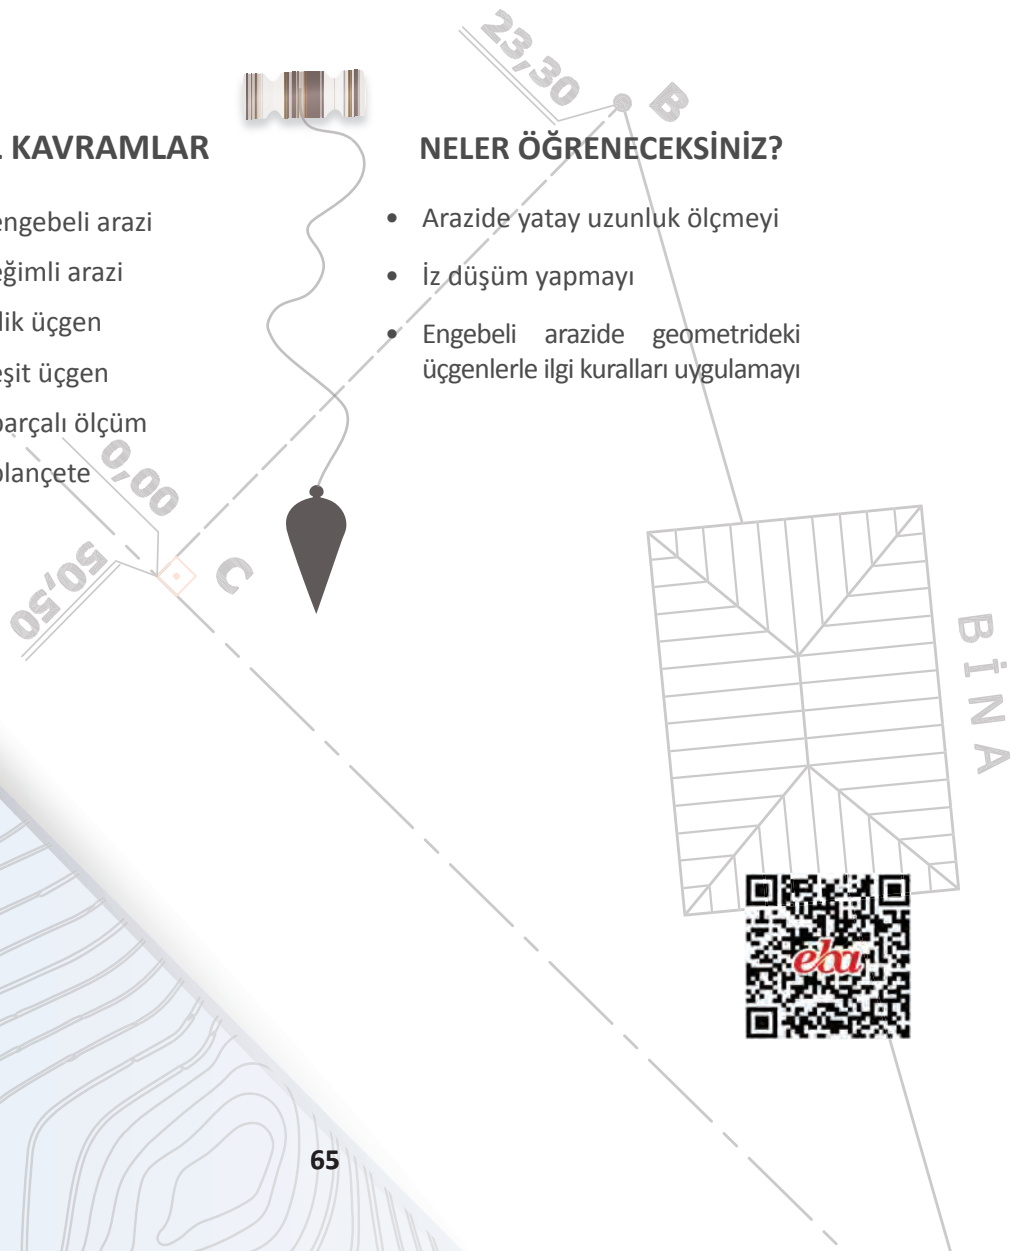 KAVRAMLAR
engebeli arazi
eğimli arazi
dik üçgen
eşit üçgen
parçalı ölçüm
plançete
NELER ÖĞRENECEKSİNİZ?
• Arazide yatay uzunluk ölçmeyi
• İz düşüm yapmayı
• Engebeli arazide geometrideki
üçgenlerle ilgi kuralları uygulamayı
23,30
B
0,00
50,50
C
BİNA
eba
65